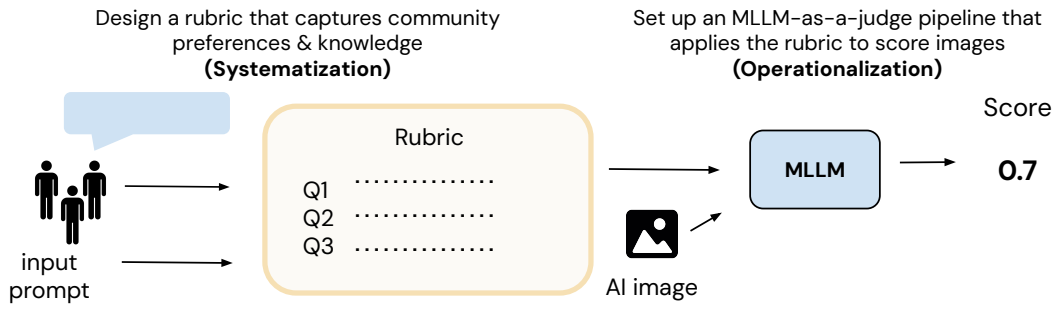 Design a rubric that captures community
preferences & knowledge
(Systematization)
Set up an MLLM-as-a-judge pipeline that
applies the rubric to score images
(Operationalization)
Score
Rubric
Q1 ...............
Q2 ...............
Q3 ...............
MLLM
0.7
input
prompt
AI image